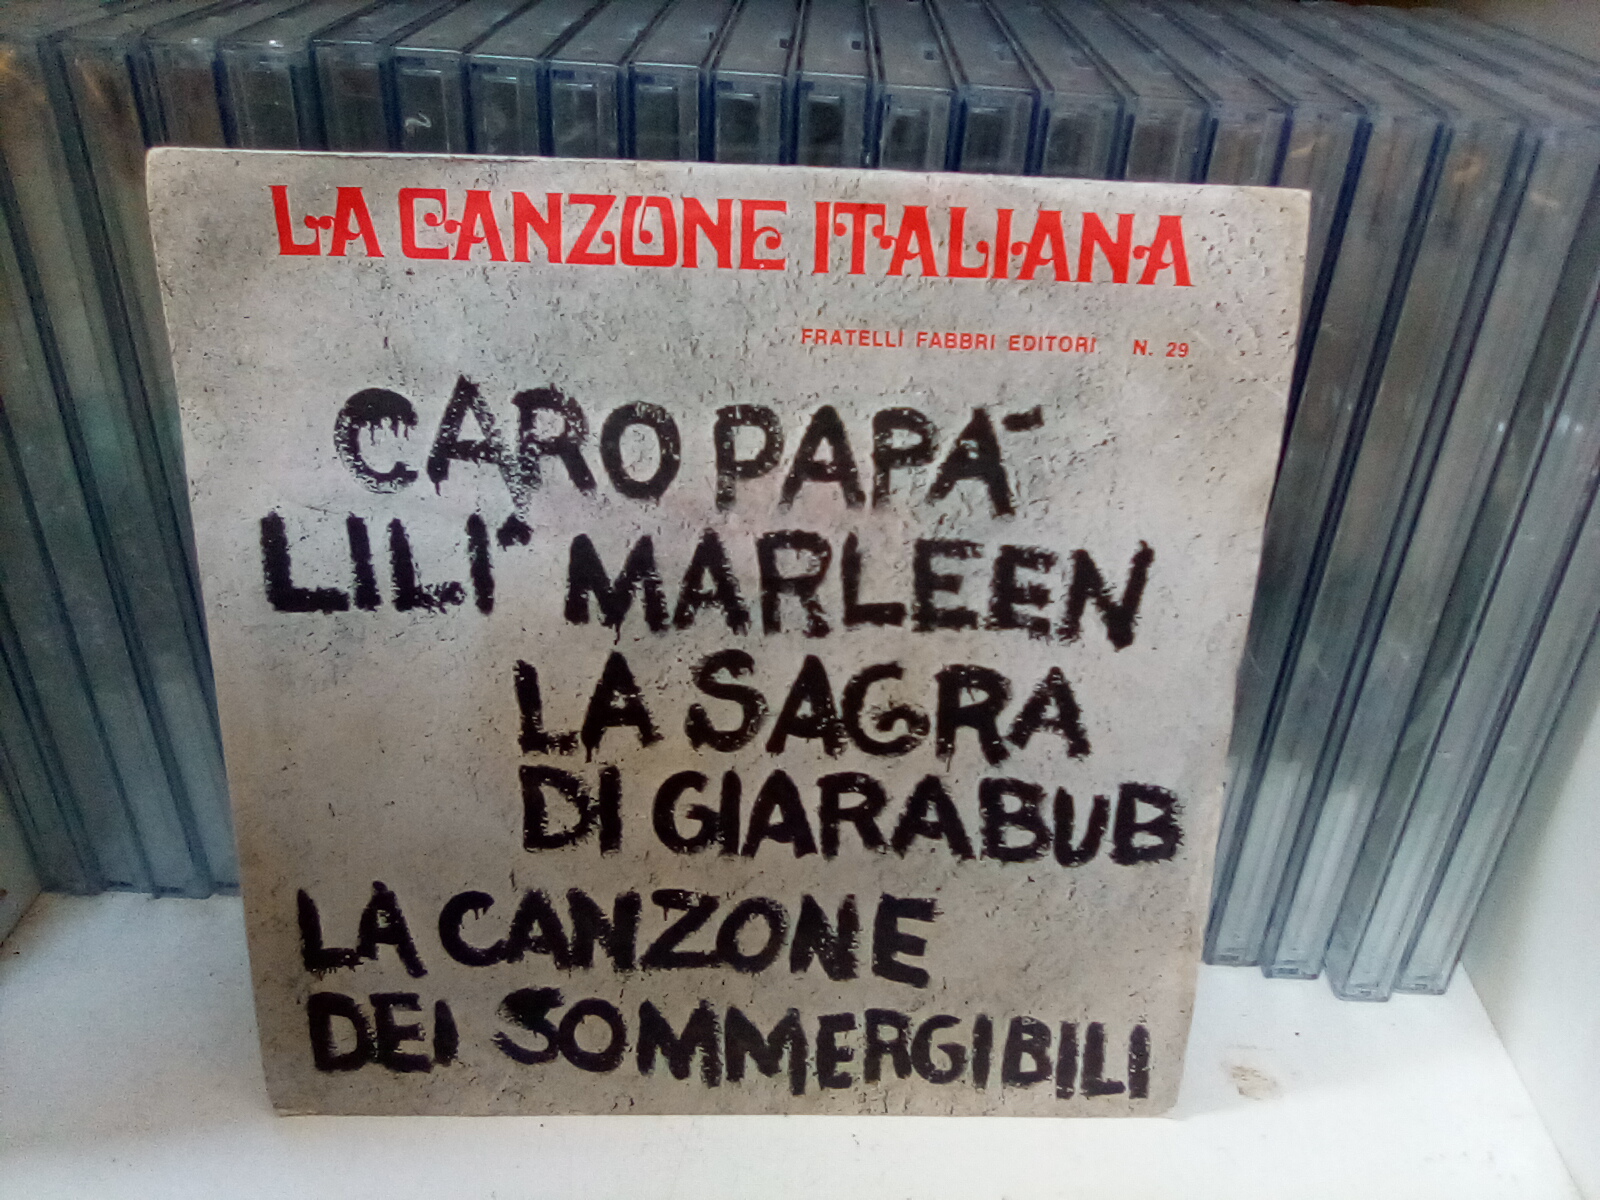 LA CANZONE ITALIANA
FRATELLI FABBRI EDITORI N. 29
CARO PAPÀ
LILÌ MARLEEN
LA SAGRA
DI GIARABUB
LA CANZONE
DEI SOMMERGIBILI